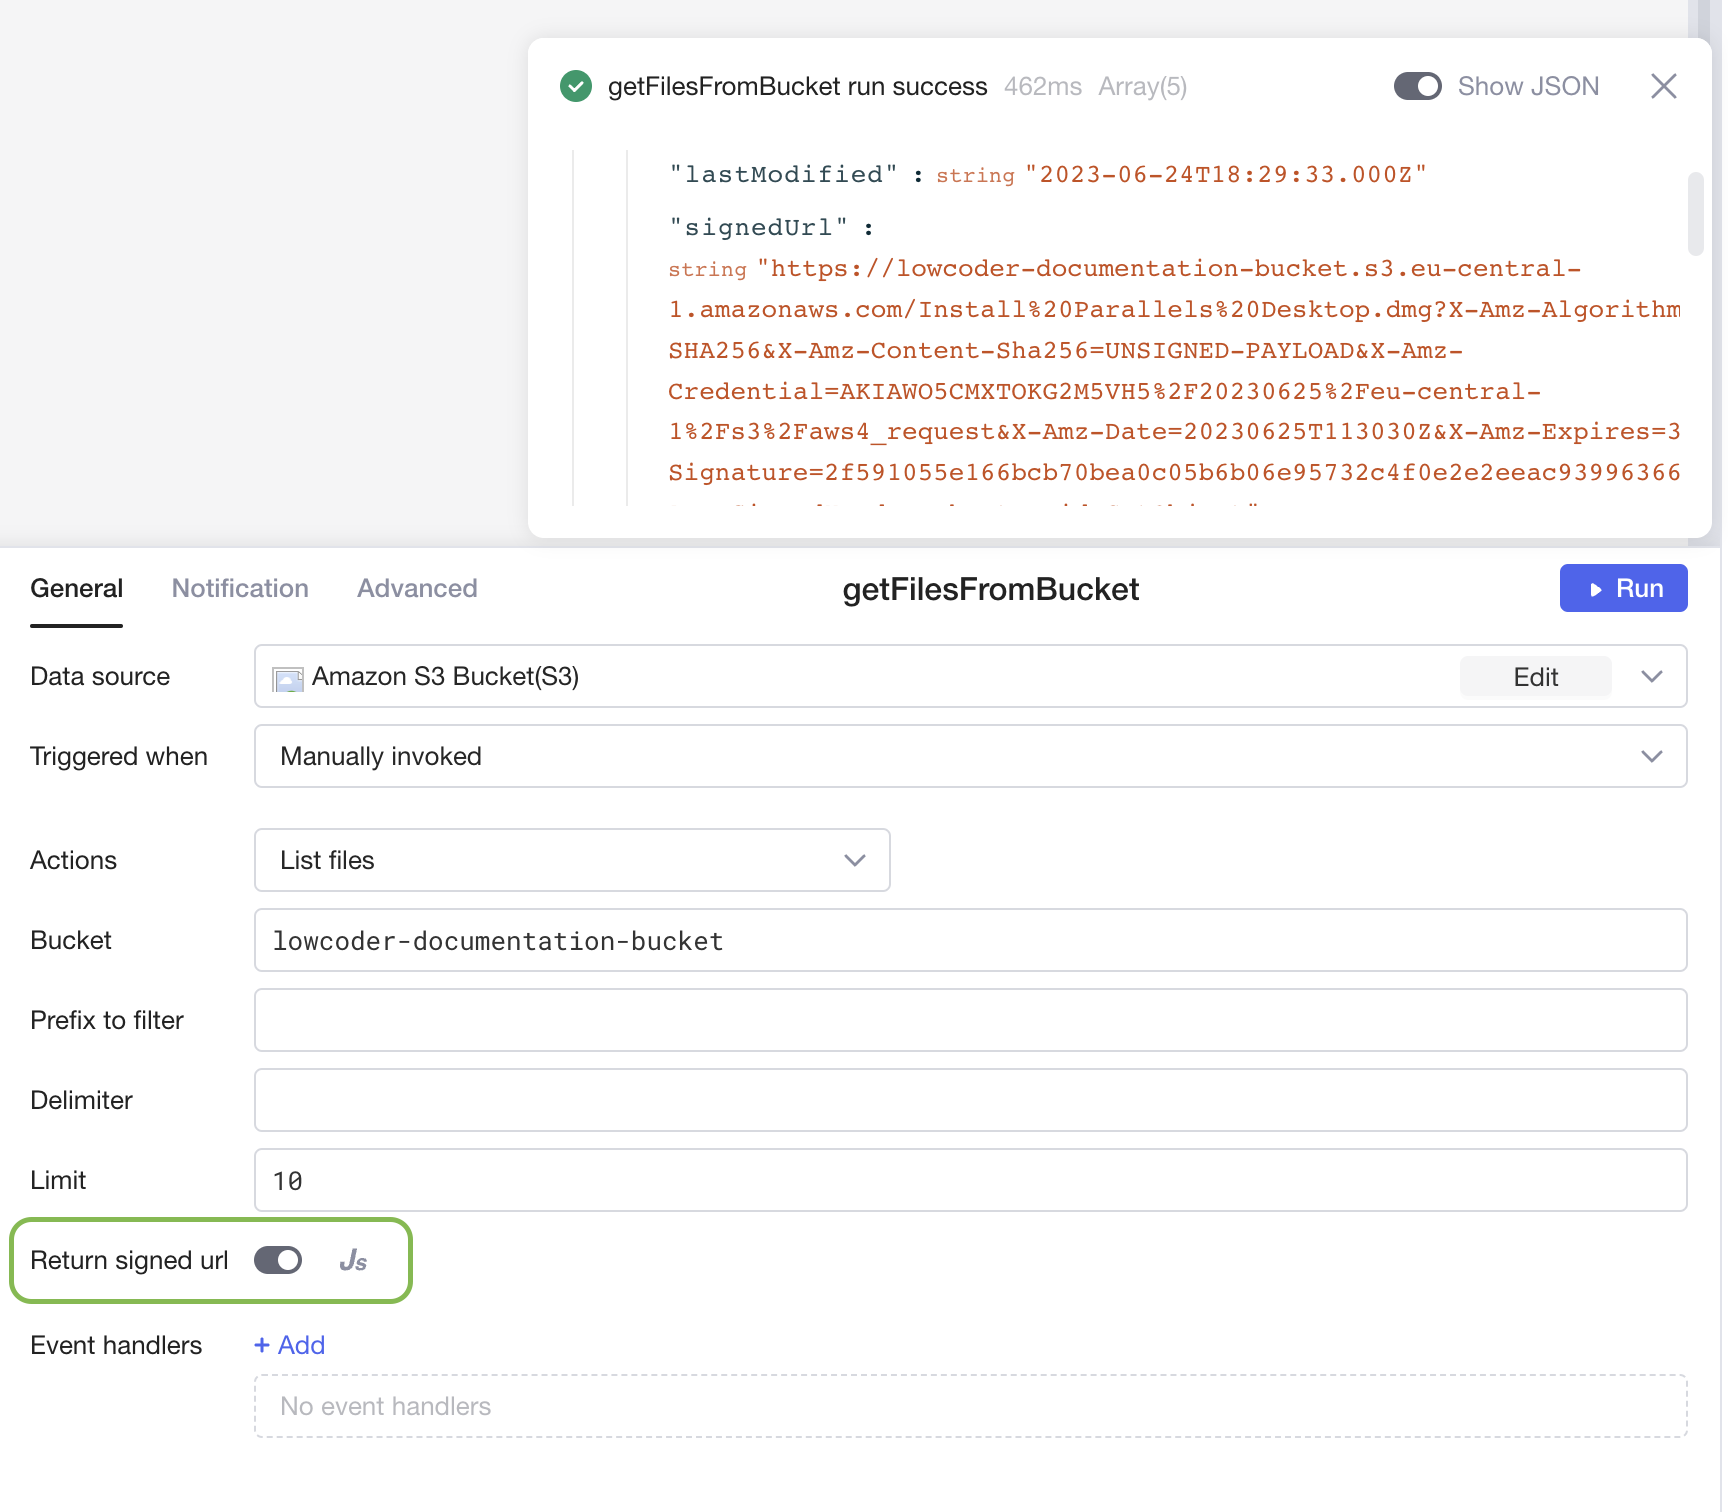 getFilesFromBucket run success 462ms Array(5) Show JSON
"lastModified" : string "2023-06-24T18:29:33.000Z"
"signedUrl" :
string "https://lowcoder-documentation-bucket.s3.eu-central-
1.amazonaws.com/Install%20Parallels%20Desktop.dmg?X-Amz-Algorithm
SHA256&X-Amz-Content-Sha256=UNSIGNED-PAYLOAD&X-Amz-
Credential=AKIAWO5CMXTOKG2M5VH5%2F20230625%2Feu-central-
1%2Fs3%2Faws4_request&X-Amz-Date=20230625T113030Z&X-Amz-Expires=3
Signature=2f591055e166bcb70bea0c05b6b06e95732c4f0e2e2eeac93996366
General Notification Advanced getFilesFromBucket Run
Data source Amazon S3 Bucket(S3) Edit
Triggered when Manually invoked
Actions List files
Bucket lowcoder-documentation-bucket
Prefix to filter
Delimiter
Limit 10
Return signed url Js
Event handlers + Add
No event handlers